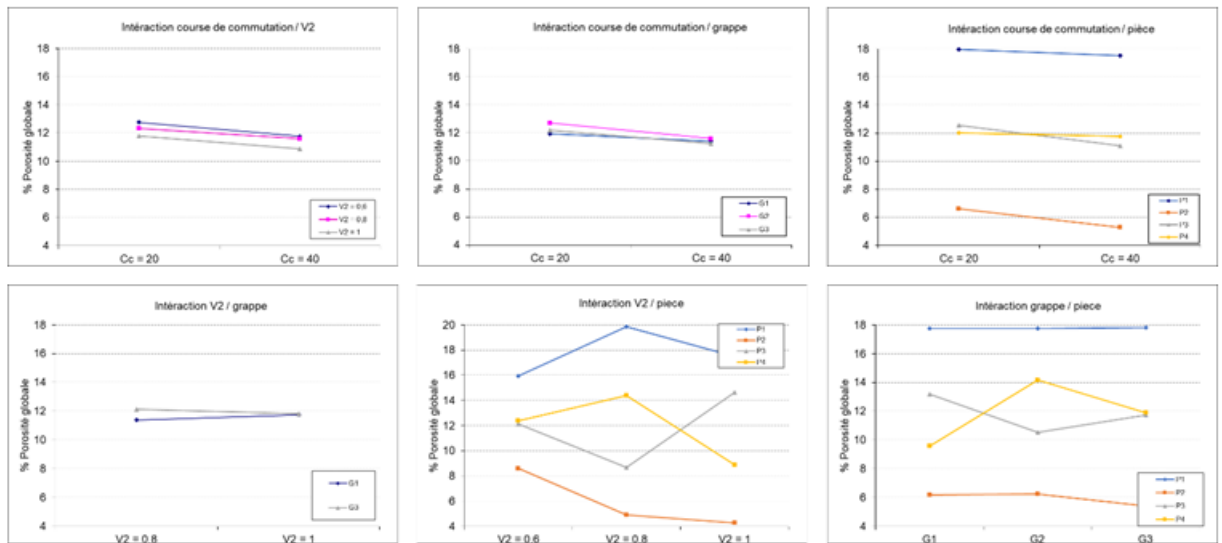 Intéraction course de commutation / V2
% Porosité globale
18
16
14
12
10
8
6
4
V2 = 0,6
V2 = 0,8
V2 = 1
Cc = 20
Cc = 40
Intéraction course de commutation / grappe
% Porosité globale
18
16
14
12
10
8
6
4
G1
G2
G3
Cc = 20
Cc = 40
Intéraction course de commutation / pièce
% Porosité globale
18
16
14
12
10
8
6
4
P1
P2
P3
P4
Cc = 20
Cc = 40
Intéraction V2 / grappe
% Porosité globale
18
16
14
12
10
8
6
4
G1
G3
V2 = 0.8
V2 = 1
Intéraction V2 / piece
% Porosité globale
20
18
16
14
12
10
8
6
4
P1
P2
P3
P4
V2 = 0.6
V2 = 0.8
V2 = 1
Intéraction grappe / piece
% Porosité globale
18
16
14
12
10
8
6
4
P1
P2
P3
P4
G1
G2
G3